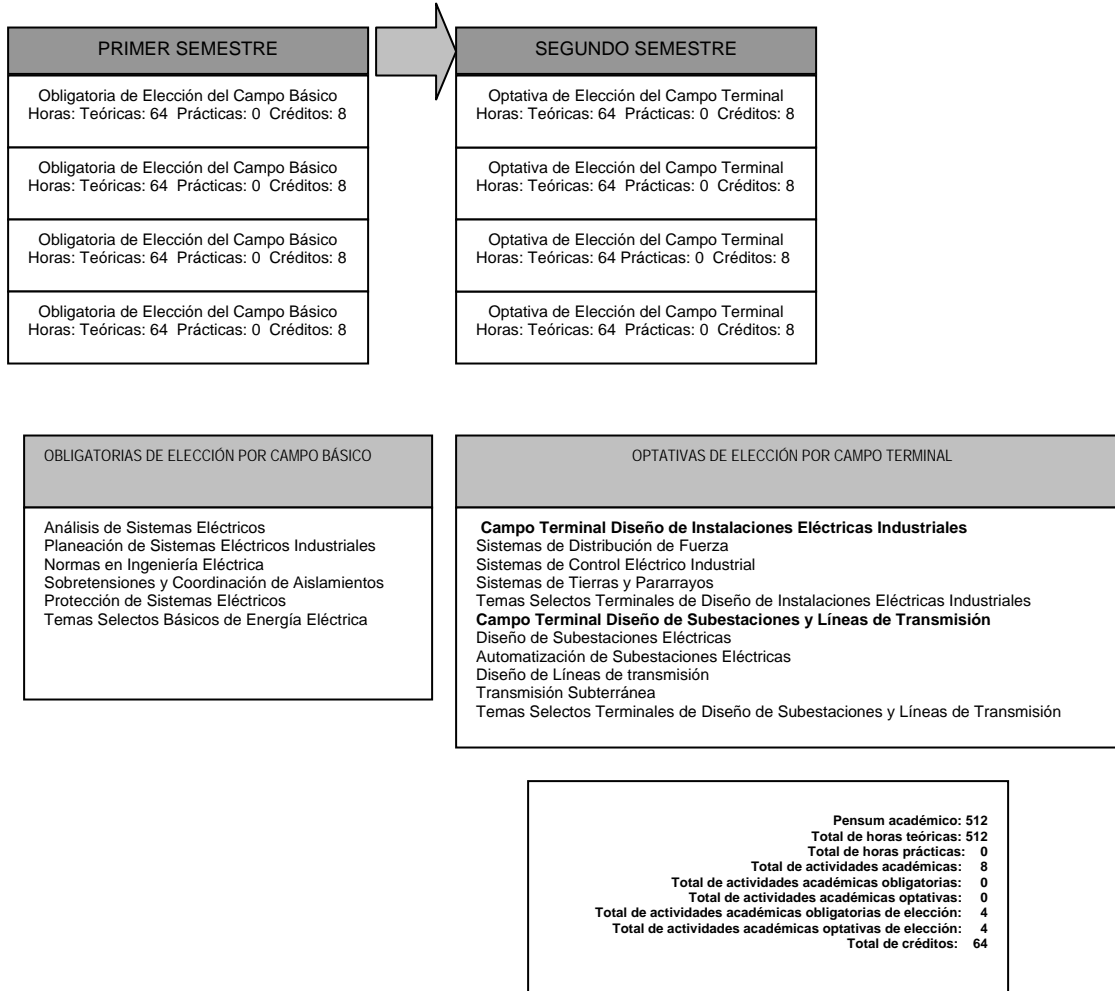 PRIMER SEMESTRE
Obligatoria de Elección del Campo Básico
Horas: Teóricas: 64 Prácticas: 0 Créditos: 8
Obligatoria de Elección del Campo Básico
Horas: Teóricas: 64 Prácticas: 0 Créditos: 8
Obligatoria de Elección del Campo Básico
Horas: Teóricas: 64 Prácticas: 0 Créditos: 8
Obligatoria de Elección del Campo Básico
Horas: Teóricas: 64 Prácticas: 0 Créditos: 8
SEGUNDO SEMESTRE
Optativa de Elección del Campo Terminal
Horas: Teóricas: 64 Prácticas: 0 Créditos: 8
Optativa de Elección del Campo Terminal
Horas: Teóricas: 64 Prácticas: 0 Créditos: 8
Optativa de Elección del Campo Terminal
Horas: Teóricas: 64 Prácticas: 0 Créditos: 8
Optativa de Elección del Campo Terminal
Horas: Teóricas: 64 Prácticas: 0 Créditos: 8
OBLIGATORIAS DE ELECCIÓN POR CAMPO BÁSICO
Análisis de Sistemas Eléctricos
Planeación de Sistemas Eléctricos Industriales
Normas en Ingeniería Eléctrica
Sobretensiones y Coordinación de Aislamientos
Protección de Sistemas Eléctricos
Temas Selectos Básicos de Energía Eléctrica
OPTATIVAS DE ELECCIÓN POR CAMPO TERMINAL
Campo Terminal Diseño de Instalaciones Eléctricas Industriales
Sistemas de Distribución de Fuerza
Sistemas de Control Eléctrico Industrial
Sistemas de Tierras y Pararrayos
Temas Selectos Terminales de Diseño de Instalaciones Eléctricas Industriales
Campo Terminal Diseño de Subestaciones y Líneas de Transmisión
Diseño de Subestaciones Eléctricas
Automatización de Subestaciones Eléctricas
Diseño de Líneas de transmisión
Transmisión Subterránea
Temas Selectos Terminales de Diseño de Subestaciones y Líneas de Transmisión
Pensum académico: 512
Total de horas teóricas: 512
Total de horas prácticas: 0
Total de actividades académicas: 8
Total de actividades académicas obligatorias: 0
Total de actividades académicas optativas: 0
Total de actividades académicas obligatorias de elección: 4
Total de actividades académicas optativas de elección: 4
Total de créditos: 64